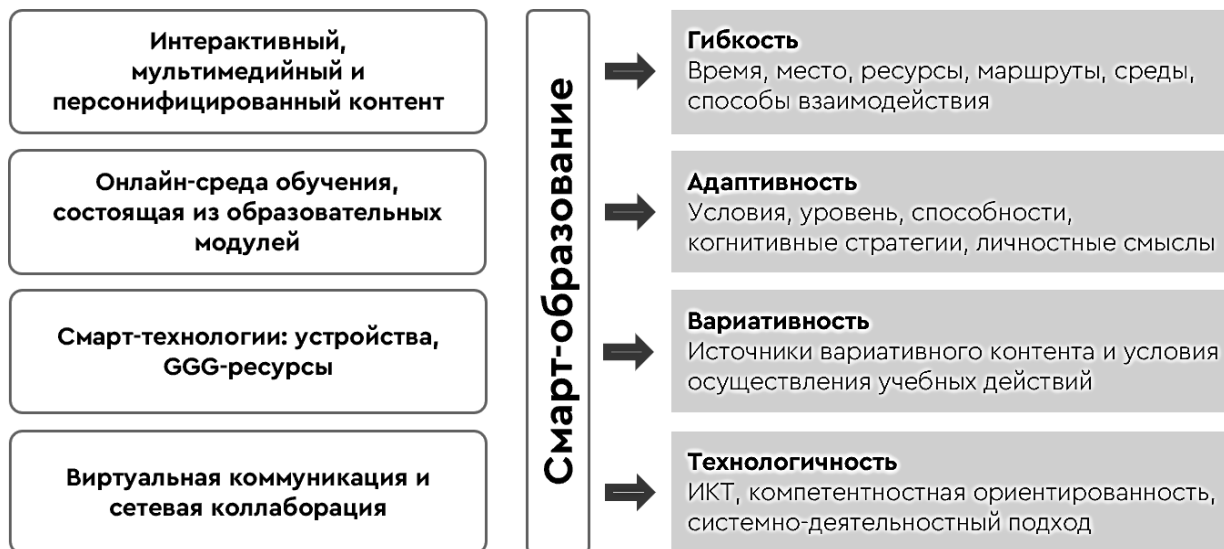 Интерактивный,
мультимедийный и
персонифицированный контент
Онлайн-среда обучения,
состоящая из образовательных
модулей
Смарт-технологии: устройства,
GGG-ресурсы
Виртуальная коммуникация и
сетевая коллаборация
Смарт-образование
Гибкость
Время, место, ресурсы, маршруты, среды,
способы взаимодействия
Адаптивность
Условия, уровень, способности,
когнитивные стратегии, личностные смыслы
Вариативность
Источники вариативного контента и условия
осуществления учебных действий
Технологичность
ИКТ, компетентностная ориентированность,
системно-деятельностный подход